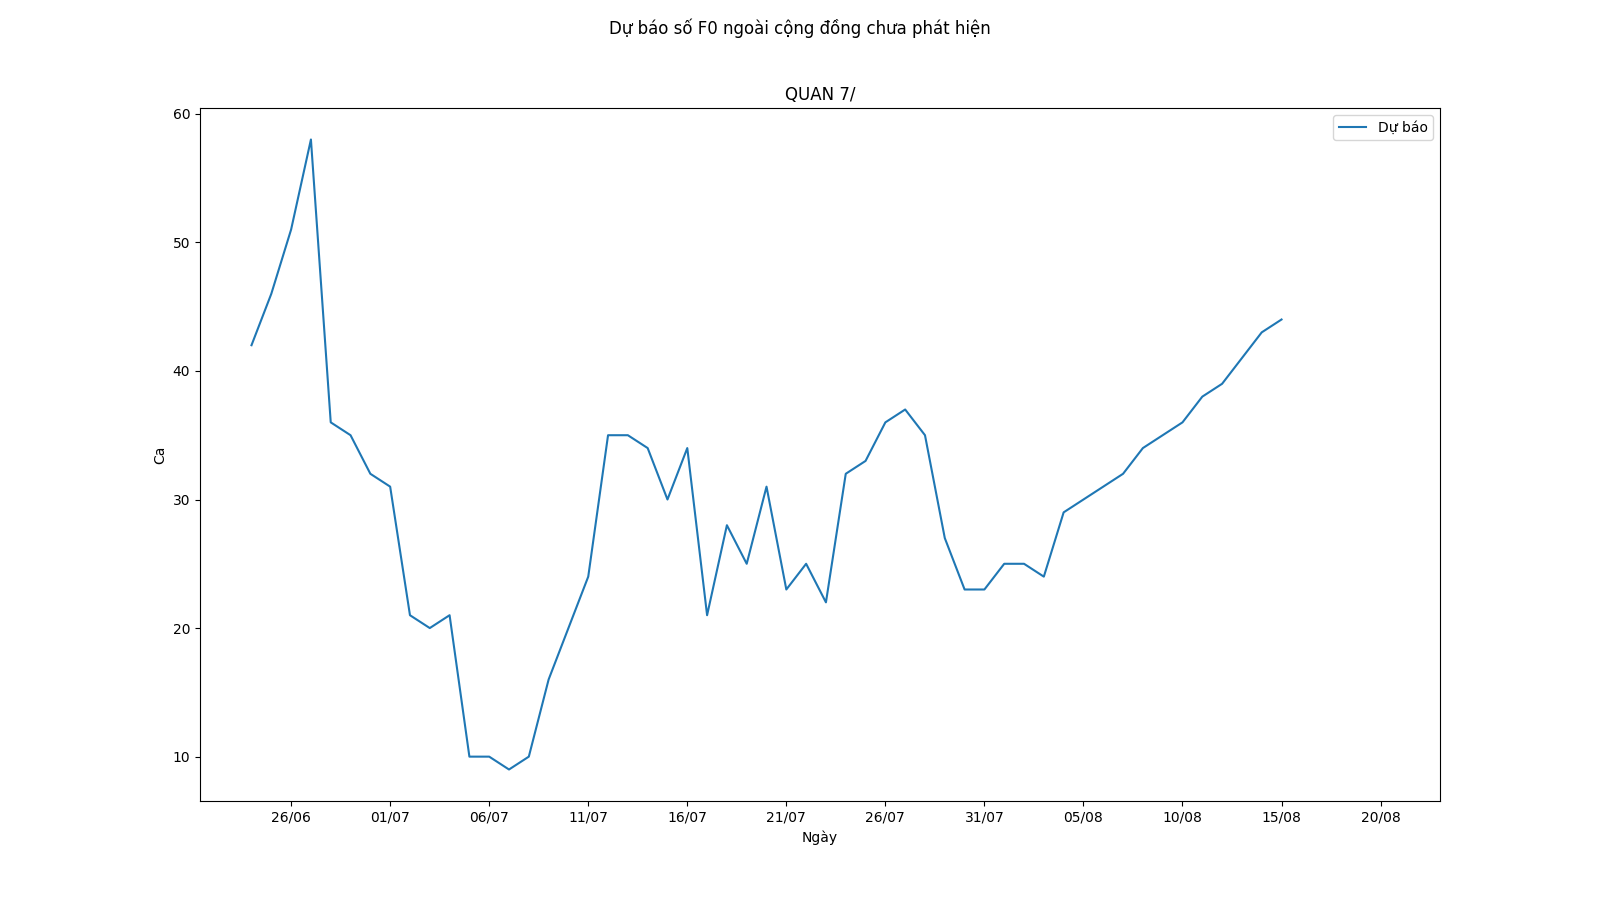 Dự báo số F0 ngoài cộng đồng chưa phát hiện
QUAN 7/
Dự báo
60
50
40
30
20
10
Ca
26/06 01/07 06/07 11/07 16/07 21/07 26/07 31/07 05/08 10/08 15/08 20/08
Ngày